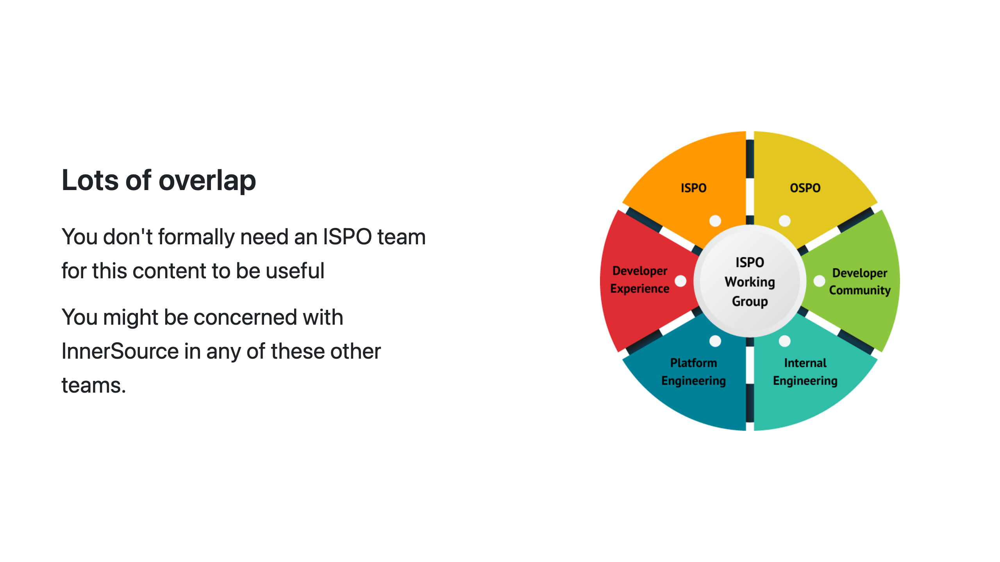 Lots of overlap
You don't formally need an ISPO team
for this content to be useful
You might be concerned with
InnerSource in any of these other
teams.
ISPO
OSPO
Developer
Experience
ISPO
Working
Group
Developer
Community
Platform
Engineering
Internal
Engineering